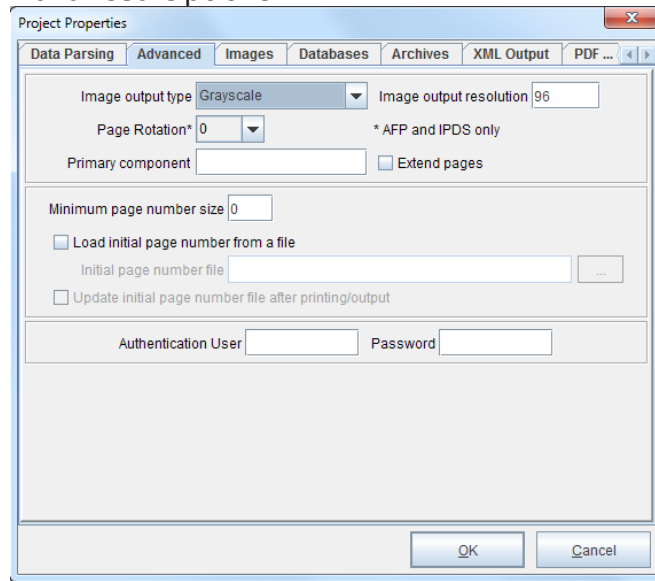 Project Properties
Data Parsing Advanced Images Databases Archives XML Output PDF ...
Image output type Grayscale Image output resolution 96
Page Rotation* 0 * AFP and IPDS only
Primary component Extend pages
Minimum page number size 0
Load initial page number from a file
Initial page number file ...
Update initial page number file after printing/output
Authentication User Password
OK Cancel